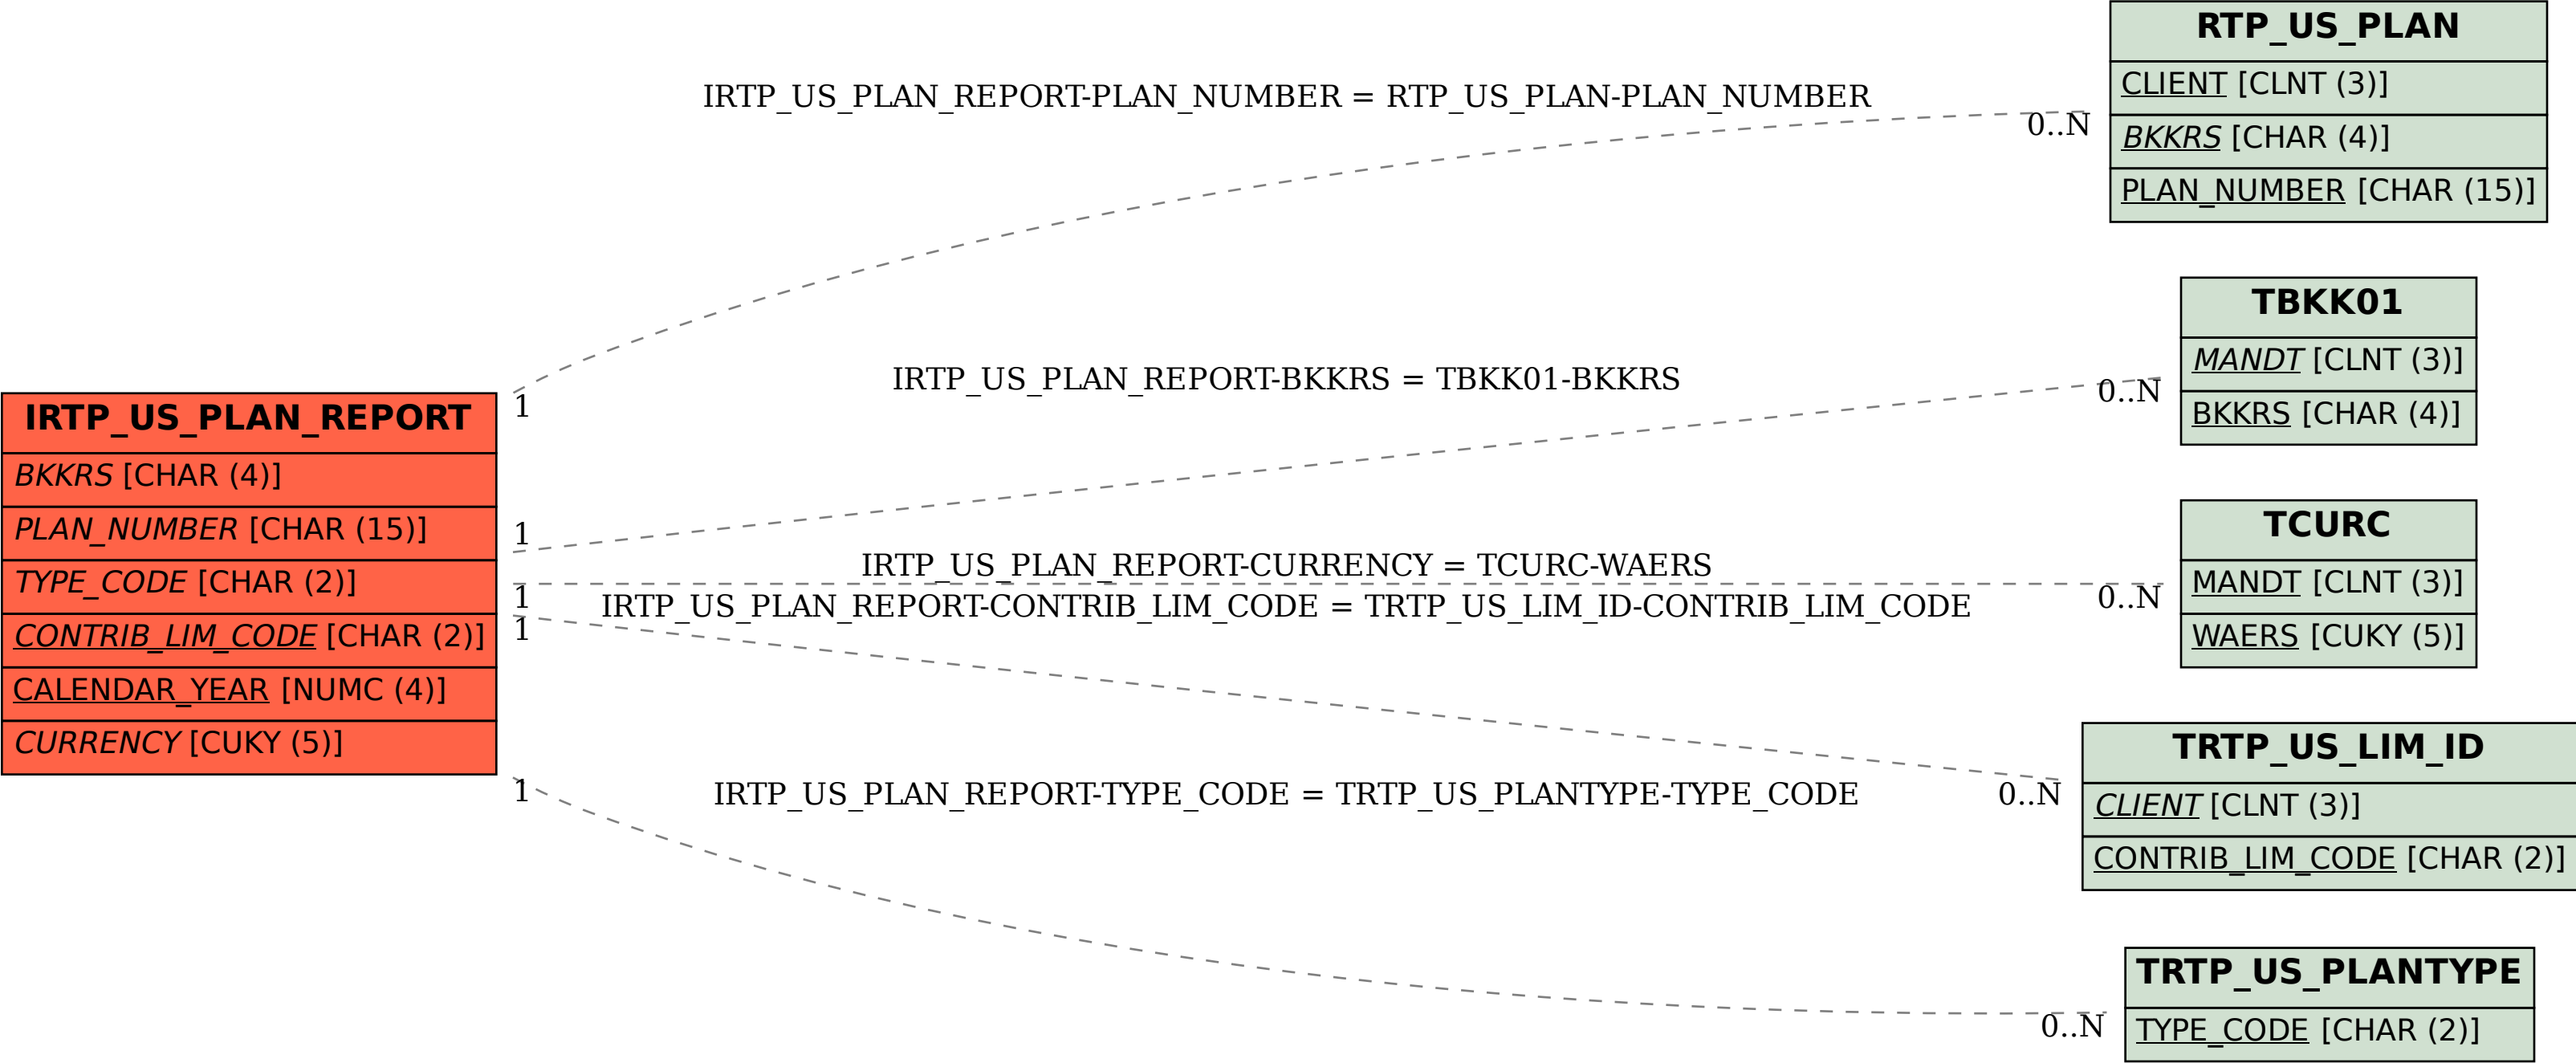 IRTP_US_PLAN_REPORT
BKKRS [CHAR (4)]
PLAN_NUMBER [CHAR (15)]
TYPE_CODE [CHAR (2)]
CONTRIB_LIM_CODE [CHAR (2)]
CALENDAR_YEAR [NUMC (4)]
CURRENCY [CUKY (5)]
IRTP_US_PLAN_REPORT-PLAN_NUMBER = RTP_US_PLAN-PLAN_NUMBER
1
0..N
IRTP_US_PLAN_REPORT-BKKRS = TBKK01-BKKRS
1
0..N
IRTP_US_PLAN_REPORT-CURRENCY = TCURC-WAERS
1
0..N
IRTP_US_PLAN_REPORT-CONTRIB_LIM_CODE = TRTP_US_LIM_ID-CONTRIB_LIM_CODE
1
0..N
IRTP_US_PLAN_REPORT-TYPE_CODE = TRTP_US_PLANTYPE-TYPE_CODE
1
0..N
RTP_US_PLAN
CLIENT [CLNT (3)]
BKKRS [CHAR (4)]
PLAN_NUMBER [CHAR (15)]
TBKK01
MANDT [CLNT (3)]
BKKRS [CHAR (4)]
TCURC
MANDT [CLNT (3)]
WAERS [CUKY (5)]
TRTP_US_LIM_ID
CLIENT [CLNT (3)]
CONTRIB_LIM_CODE [CHAR (2)]
TRTP_US_PLANTYPE
TYPE_CODE [CHAR (2)]